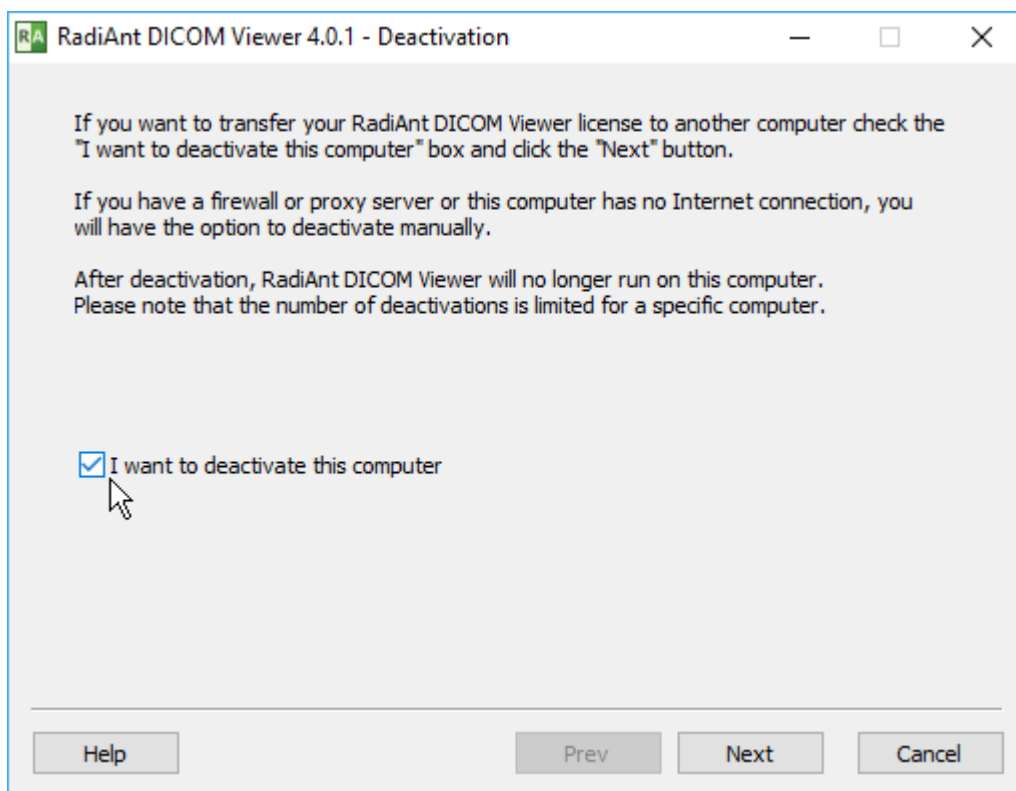 RA RadiAnt DICOM Viewer 4.0.1 - Deactivation
If you want to transfer your RadiAnt DICOM Viewer license to another computer check the
"I want to deactivate this computer" box and click the "Next" button.
If you have a firewall or proxy server or this computer has no Internet connection, you
will have the option to deactivate manually.
After deactivation, RadiAnt DICOM Viewer will no longer run on this computer.
Please note that the number of deactivations is limited for a specific computer.
I want to deactivate this computer
Help Prev Next Cancel